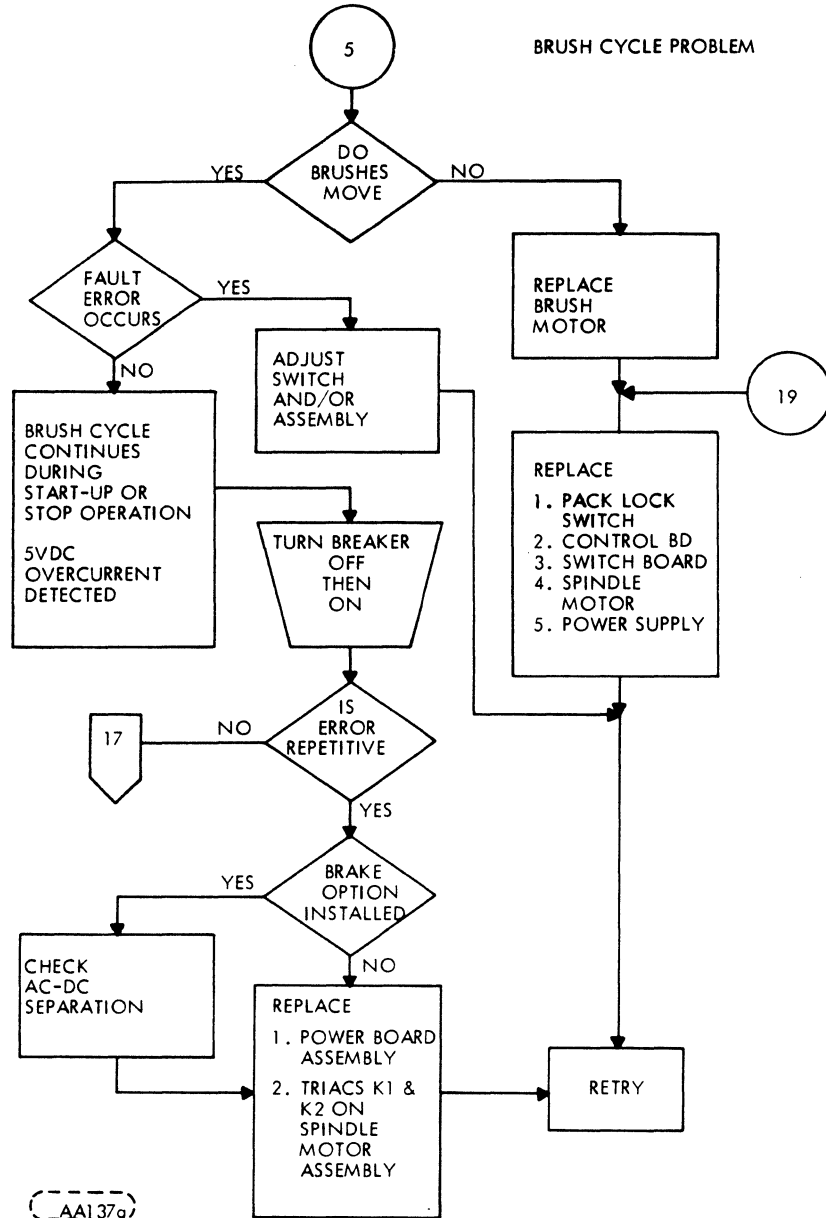 5
BRUSH CYCLE PROBLEM
DO
BRUSHES
MOVE
YES
NO
FAULT
ERROR
OCCURS
YES
NO
REPLACE
BRUSH
MOTOR
ADJUST
SWITCH
AND/OR
ASSEMBLY
19
BRUSH CYCLE
CONTINUES
DURING
START-UP OR
STOP OPERATION
5VDC
OVERCURRENT
DETECTED
REPLACE
1. PACK LOCK
SWITCH
2. CONTROL BD
3. SWITCH BOARD
4. SPINDLE
MOTOR
5. POWER SUPPLY
TURN BREAKER
OFF
THEN
ON
IS
ERROR
REPETITIVE
NO
17
YES
BRAKE
OPTION
INSTALLED
YES
NO
CHECK
AC-DC
SEPARATION
REPLACE
1. POWER BOARD
ASSEMBLY
2. TRIACS K1 &
K2 ON
SPINDLE
MOTOR
ASSEMBLY
RETRY
AA137a